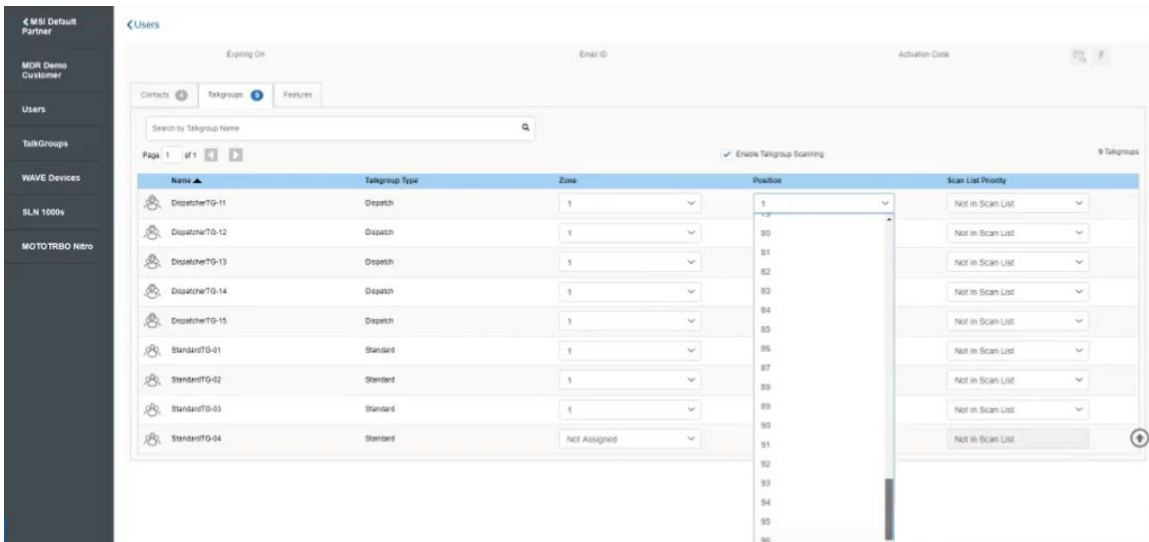 MSI Default Partner
MDR Demo Customer
Users
TalkGroups
WAVE Devices
SLN 1000s
MOTOTRBO Nitro
Users
Expiring On Email ID Activation Code
Contacts 4 Talkgroups 9 Features
Search by Talkgroup Name
Page 1 of 1 Enable Talkgroup Scanning 9 Talkgroups
Name Talkgroup Type Zone Position Scan List Priority
DispatcherTG-11 Dispatch 1 1 Not in Scan List
DispatcherTG-12 Dispatch 1 Not in Scan List
DispatcherTG-13 Dispatch 1 Not in Scan List
DispatcherTG-14 Dispatch 1 Not in Scan List
DispatcherTG-15 Dispatch 1 Not in Scan List
StandardTG-01 Standard 1 Not in Scan List
StandardTG-02 Standard 1 Not in Scan List
StandardTG-03 Standard 1 Not in Scan List
StandardTG-04 Standard Not Assigned Not in Scan List
80
81
82
83
84
85
86
87
88
89
90
91
92
93
94
95
96